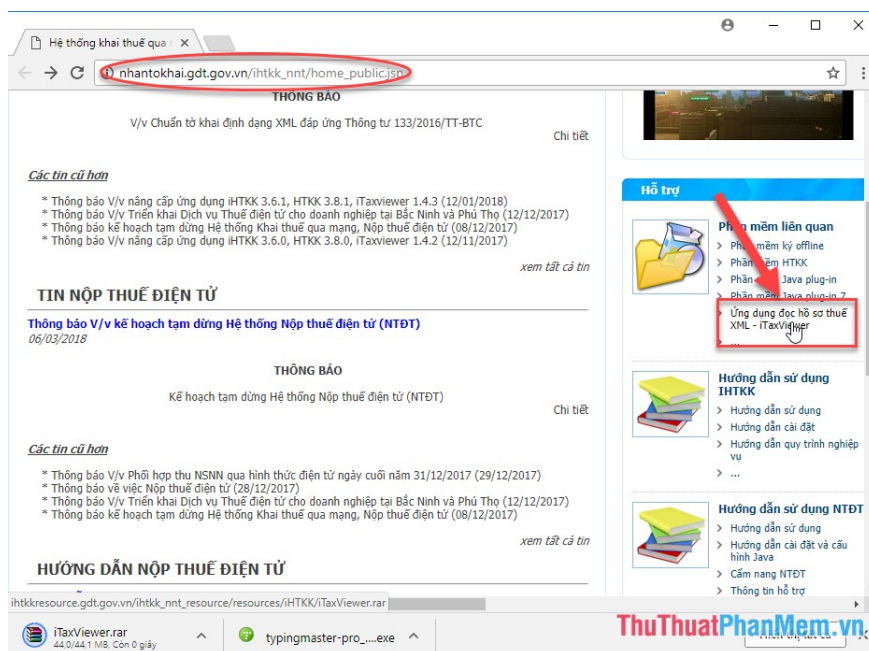 Hệ thống khai thuế qua
nhantokhai.gdt.gov.vn/ihtkk_nnt/home_public.jsp
THÔNG BÁO
V/v Chuẩn tờ khai định dạng XML đáp ứng Thông tư 133/2016/TT-BTC
Chi tiết
Các tin cũ hơn
* Thông báo V/v nâng cấp ứng dụng iHTKK 3.6.1, HTKK 3.8.1, iTaxviewer 1.4.3 (12/01/2018)
* Thông báo V/v Triển khai Dịch vụ Thuế điện tử cho doanh nghiệp tại Bắc Ninh và Phú Thọ (12/12/2017)
* Thông báo kế hoạch tạm dừng Hệ thống Khai thuế qua mạng, Nộp thuế điện tử (08/12/2017)
* Thông báo V/v nâng cấp ứng dụng iHTKK 3.6.0, HTKK 3.8.0, iTaxviewer 1.4.2 (12/11/2017)
xem tất cả tin
TIN NỘP THUẾ ĐIỆN TỬ
Thông báo V/v kế hoạch tạm dừng Hệ thống Nộp thuế điện tử (NTĐT)
06/03/2018
THÔNG BÁO
Kế hoạch tạm dừng Hệ thống Nộp thuế điện tử (NTĐT)
Chi tiết
Các tin cũ hơn
* Thông báo V/v Phối hợp thu NSNN qua hình thức điện tử ngày cuối năm 31/12/2017 (29/12/2017)
* Thông báo về việc Nộp thuế điện tử (28/12/2017)
* Thông báo V/v Triển khai Dịch vụ Thuế điện tử cho doanh nghiệp tại Bắc Ninh và Phú Thọ (12/12/2017)
* Thông báo kế hoạch tạm dừng Hệ thống Khai thuế qua mạng, Nộp thuế điện tử (08/12/2017)
xem tất cả tin
HƯỚNG DẪN NỘP THUẾ ĐIỆN TỬ
Hỗ trợ
Phần mềm liên quan
> Phần mềm ký offline
> Phần mềm HTKK
> Phần mềm Java plug-in
> Phần mềm Java plug-in 7
> Ứng dụng đọc hồ sơ thuế
XML - iTaxViewer
> ...
Hướng dẫn sử dụng
IHTKK
> Hướng dẫn sử dụng
> Hướng dẫn cài đặt
> Hướng dẫn quy trình nghiệp
vụ
> ...
Hướng dẫn sử dụng NTĐT
> Hướng dẫn sử dụng
> Hướng dẫn cài đặt và cấu
hình Java
> Cẩm nang NTĐT
> Thông tin hỗ trợ
ihtkkresource.gdt.gov.vn/ihtkk_nnt_resource/resources/iHTKK/iTaxViewer.rar
iTaxViewer.rar
44,0/44,1 MB, Còn 0 giây
typingmaster-pro_....exe
ThuThuatPhanMem.vn